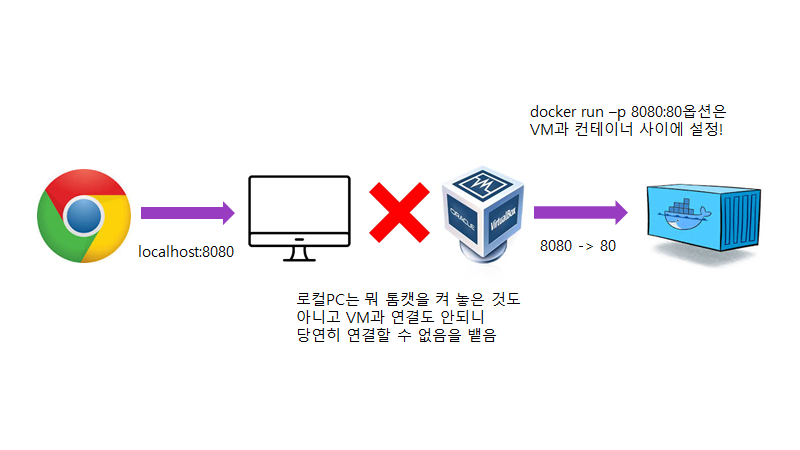 docker run –p 8080:80옵션은
VM과 컨테이너 사이에 설정!
VM
ORACLE
VirtualBox
localhost:8080
8080 -> 80
로컬PC는 뭐 톰캣을 켜 놓은 것도
아니고 VM과 연결도 안되니
당연히 연결할 수 없음을 뱉음